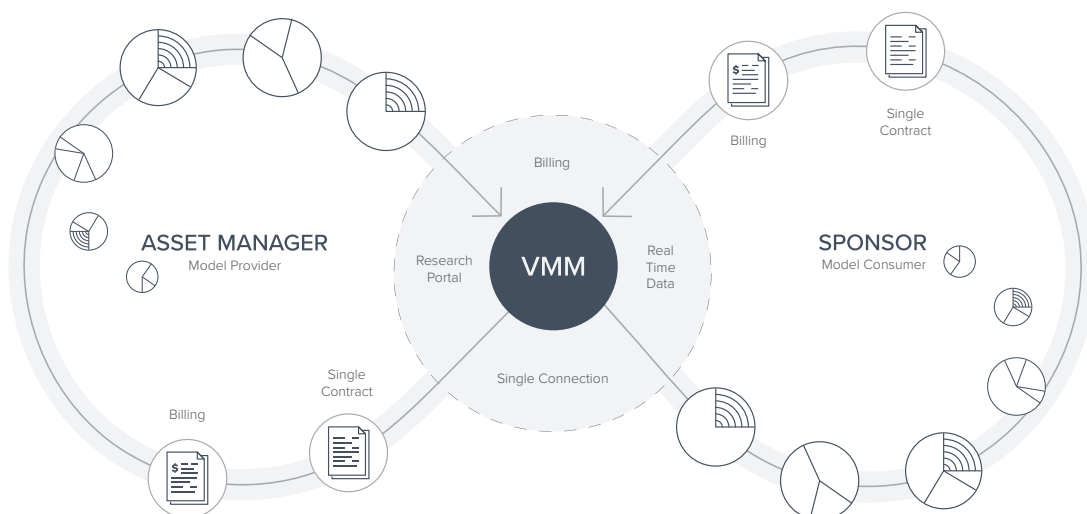 ASSET MANAGER
Model Provider
Single
Contract
Billing
$
Billing
Research
Portal
VMM
Real
Time
Data
Single Connection
$
Billing
Single
Contract
SPONSOR
Model Consumer